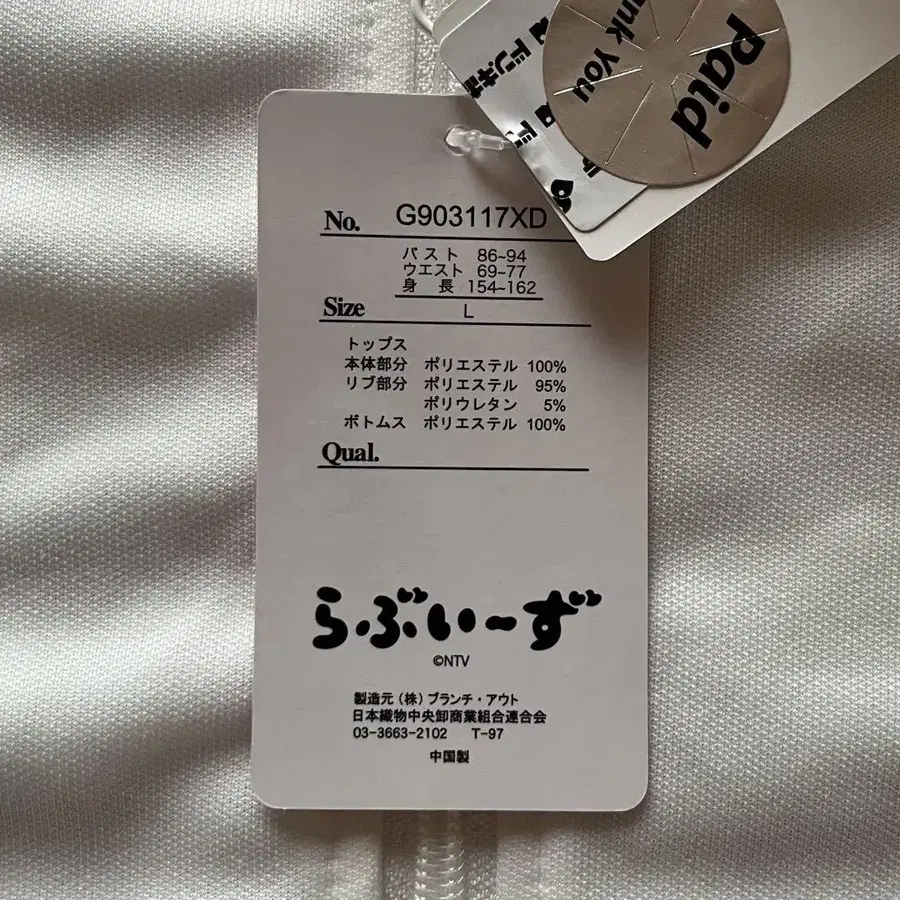 Paid
Thank You
ドンキ
No. G903117XD
バスト 86~94
ウエスト 69~77
身 長 154~162
Size L
トップス
本体部分 ポリエステル 100%
リブ部分 ポリエステル 95%
ポリウレタン 5%
ボトムス ポリエステル 100%
Qual.
らぶいーず
©NTV
製造元(株)ブランチ・アウト
日本織物中央卸商業組合連合会
03-3663-2102 T-97
中国製